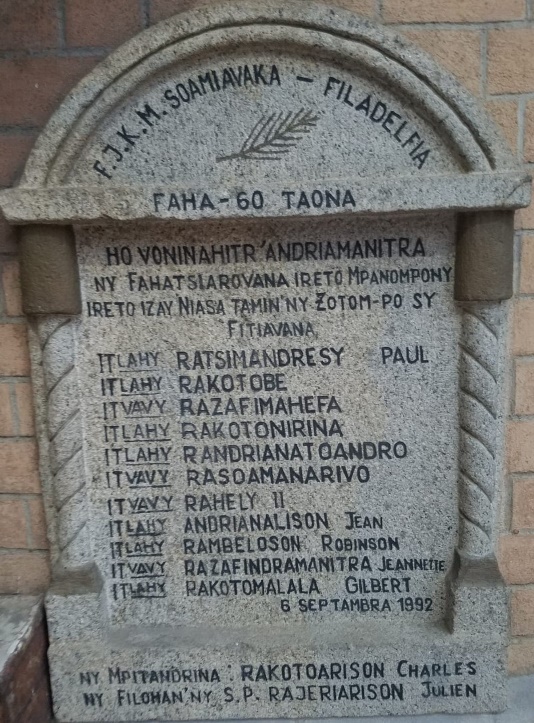 F.J.K.M. SOAMIAVAKA - FILADELFIA
FAHA-60 TAONA
HO VONINAHITR'ANDRIAMANITRA
NY FAHATSIAROVANA IRETO MPANOMPONY
IRETO IZAY NIASA TAMIN'NY ZOTOM-PO SY
FITIAVANA
ITLAHY RATSIMANDRESY PAUL
ITLAHY RAKOTOBE
ITVAVY RAZAFIMAHEFA
ITLAHY RAKOTONIRINA
ITLAHY RANDRIANATOANDRO
ITVAVY RASOAMANARIVO
ITVAVY RAHELY II
ITLAHY ANDRIANALISON JEAN
ITLAHY RAMBELOSON ROBINSON
ITVAVY RAZAFINDRAMANITRA JEANNETTE
ITLAHY RAKOTOMALALA GILBERT
6 SEPTAMBRA 1992
NY MPITANDRINA : RAKOTOARISON CHARLES
NY FILOHAN'NY S.P. RAJERIARISON JULIEN